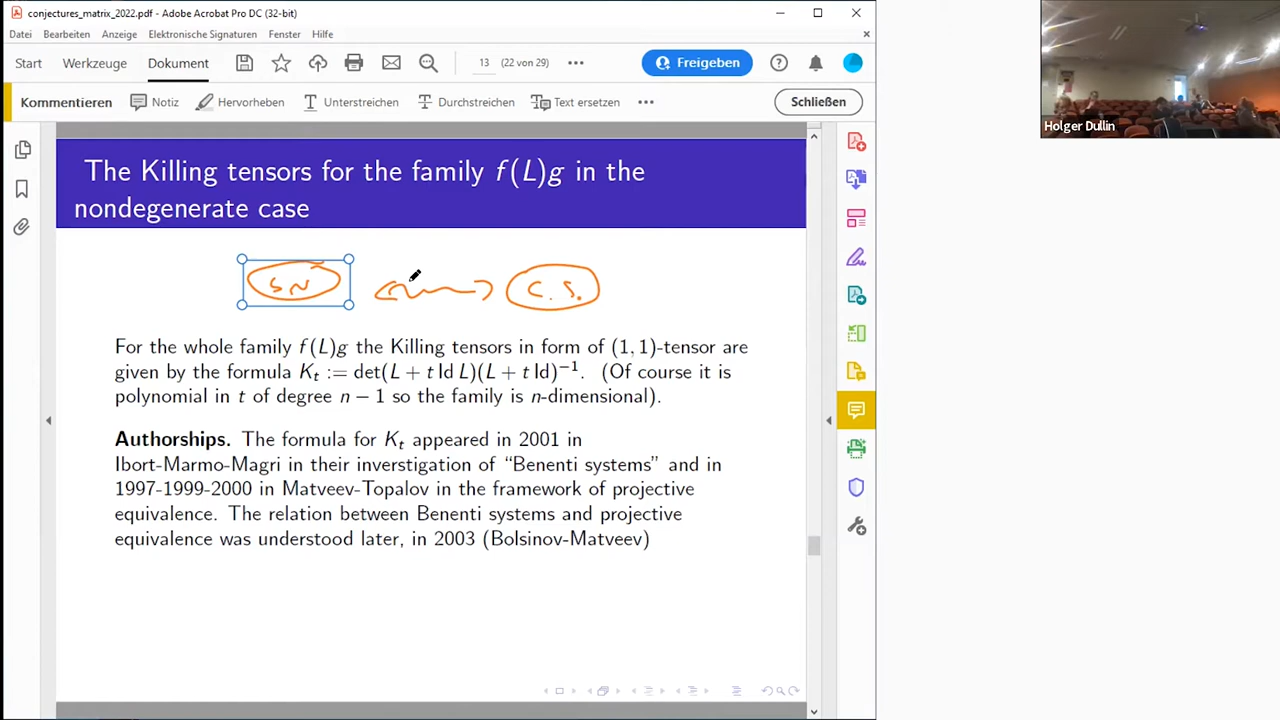 conjectures_matrix_2022.pdf - Adobe Acrobat Pro DC (32-bit)
Datei Bearbeiten Anzeige Elektronische Signaturen Fenster Hilfe
Start Werkzeuge Dokument 13 (22 von 29) Freigeben
Kommentieren Notiz Hervorheben Unterstreichen Durchstreichen Text ersetzen Schließen
Holger Dullin
The Killing tensors for the family f(L)g in the
nondegenerate case
C. S.
For the whole family f(L)g the Killing tensors in form of (1, 1)-tensor are
given by the formula Kₜ := det(L + t Id L)(L + t Id)⁻¹. (Of course it is
polynomial in t of degree n − 1 so the family is n-dimensional).
Authorships. The formula for Kₜ appeared in 2001 in
Ibort-Marmo-Magri in their inverstigation of “Benenti systems” and in
1997-1999-2000 in Matveev-Topalov in the framework of projective
equivalence. The relation between Benenti systems and projective
equivalence was understood later, in 2003 (Bolsinov-Matveev)